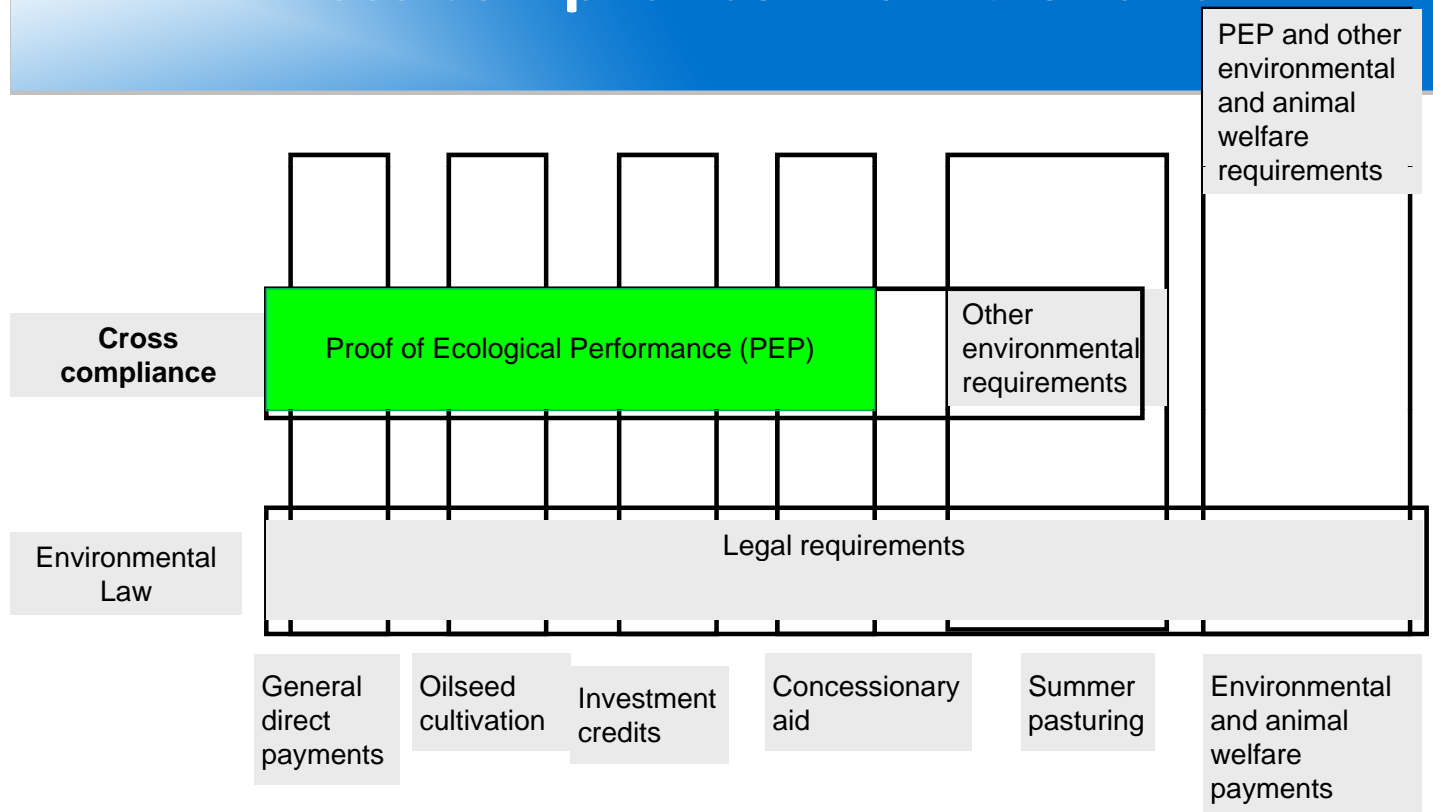 PEP and other
environmental
and animal
welfare
requirements
Cross
compliance
Proof of Ecological Performance (PEP)
Other
environmental
requirements
Environmental
Law
Legal requirements
General
direct
payments
Oilseed
cultivation
Investment
credits
Concessionary
aid
Summer
pasturing
Environmental
and animal
welfare
payments